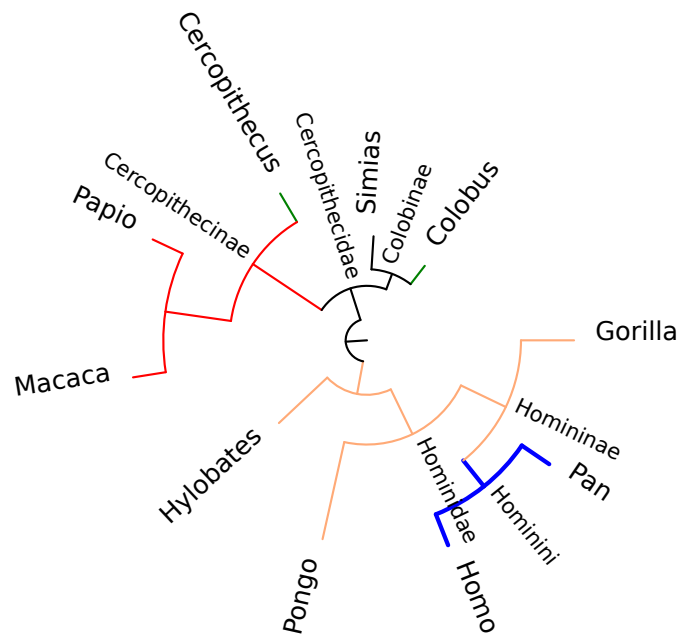 Cercopithecus
Cercopithecidae
Simias
Cercopithecinae
Colobinae
Colobus
Papio
Gorilla
Macaca
Homininae
Hylobates
Hominidae
Pan
Hominini
Pongo
Homo